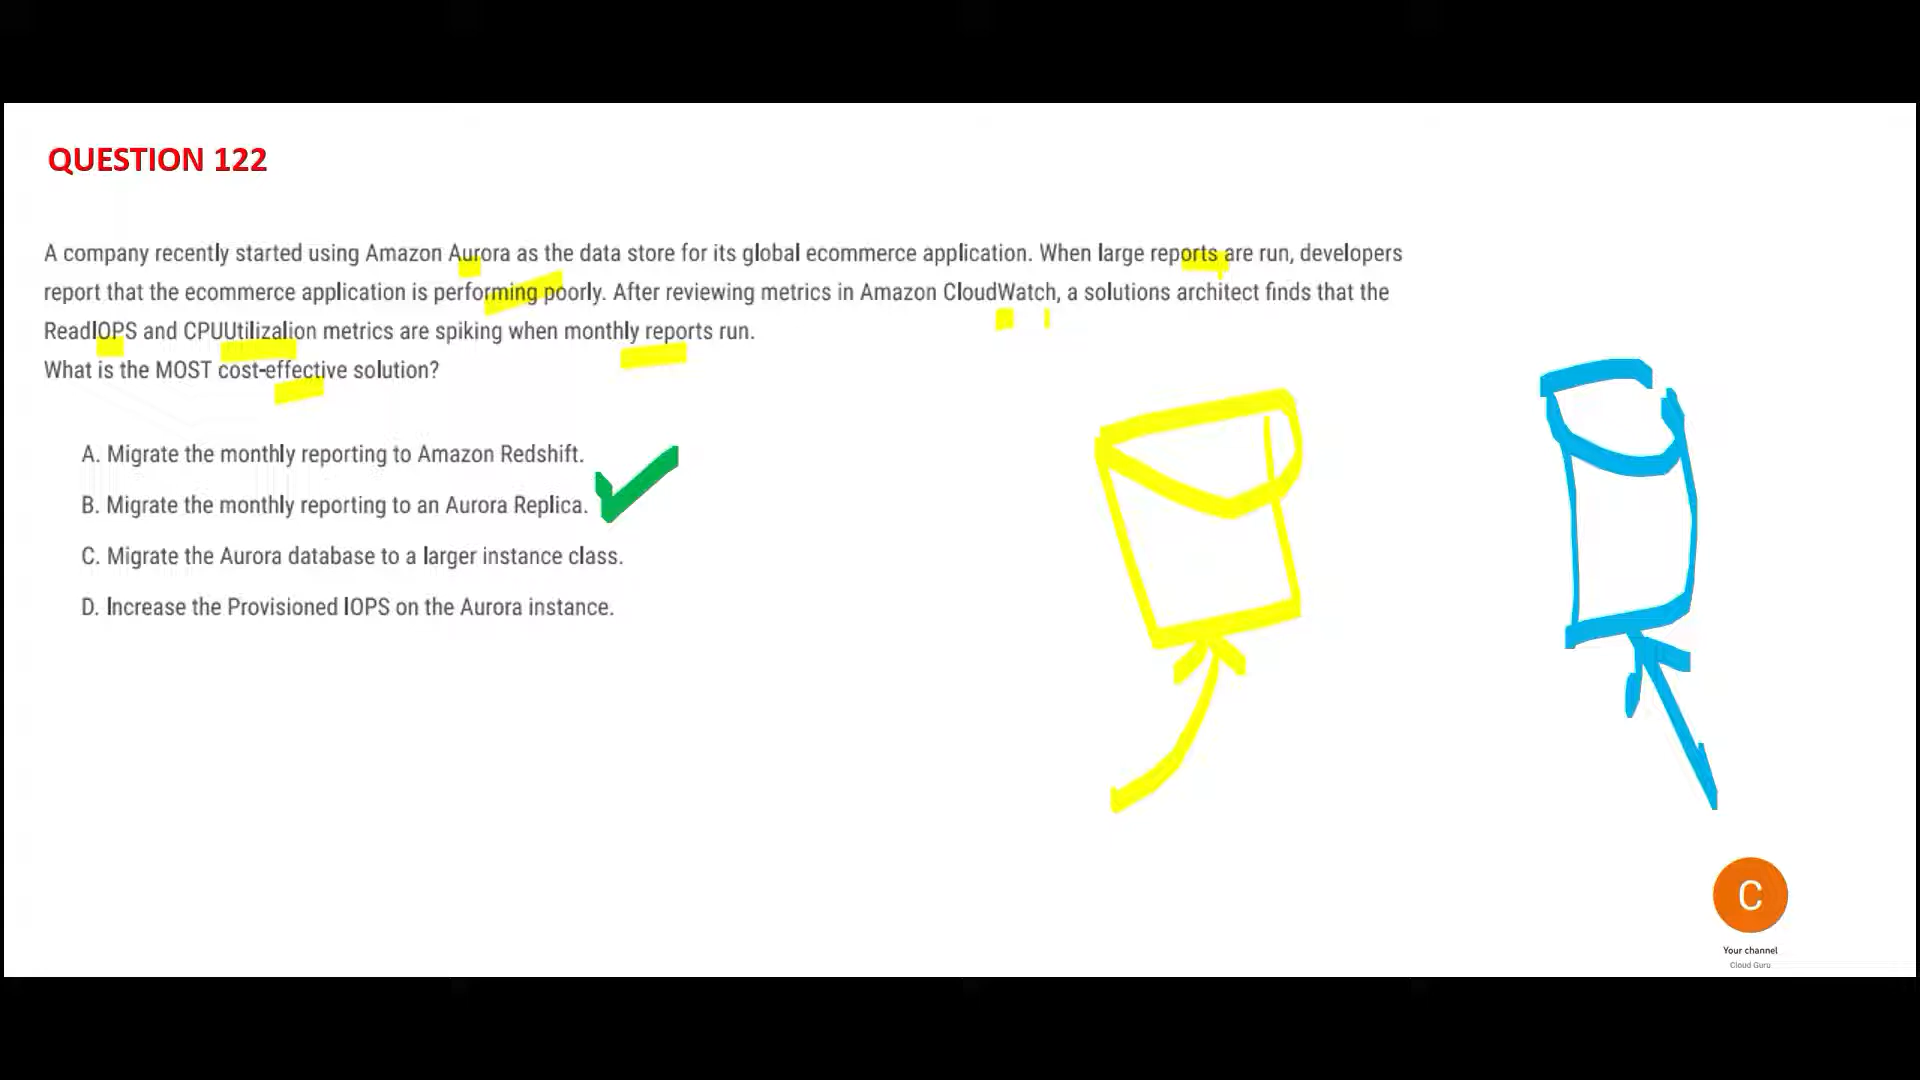 QUESTION 122
A company recently started using Amazon Aurora as the data store for its global ecommerce application. When large reports are run, developers
report that the ecommerce application is performing poorly. After reviewing metrics in Amazon CloudWatch, a solutions architect finds that the
ReadIOPS and CPUUtilizalion metrics are spiking when monthly reports run.
What is the MOST cost-effective solution?
A. Migrate the monthly reporting to Amazon Redshift.
B. Migrate the monthly reporting to an Aurora Replica.
C. Migrate the Aurora database to a larger instance class.
D. Increase the Provisioned IOPS on the Aurora instance.
C
Your channel
Cloud Guru